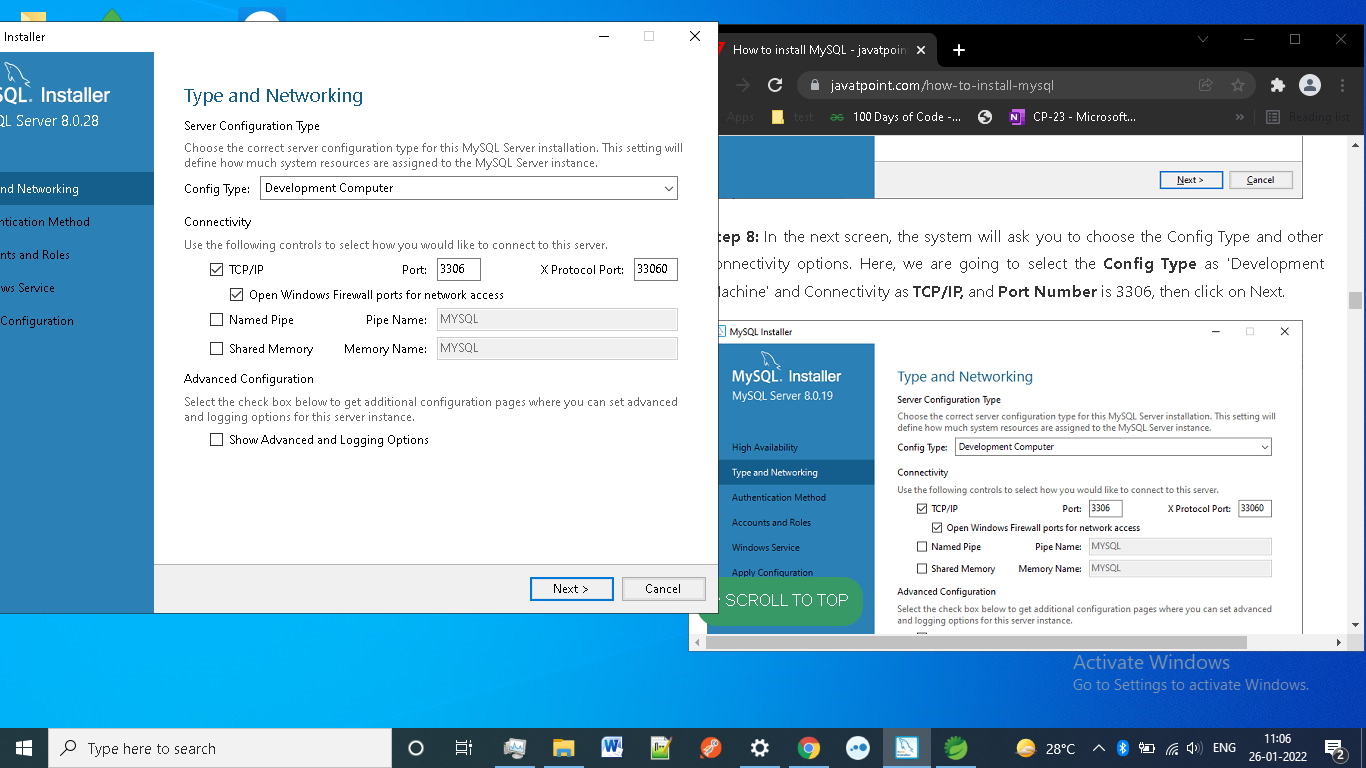 Installer
SQL. Installer
QL Server 8.0.28
nd Networking
ntication Method
nts and Roles
ws Service
Configuration
Type and Networking
Server Configuration Type
Choose the correct server configuration type for this MySQL Server installation. This setting will
define how much system resources are assigned to the MySQL Server instance.
Config Type: Development Computer
Connectivity
Use the following controls to select how you would like to connect to this server.
TCP/IP Port: 3306 X Protocol Port: 33060
Open Windows Firewall ports for network access
Named Pipe Pipe Name: MYSQL
Shared Memory Memory Name: MYSQL
Advanced Configuration
Select the check box below to get additional configuration pages where you can set advanced
and logging options for this server instance.
Show Advanced and Logging Options
Next > Cancel
How to install MySQL - javatpoin
javatpoint.com/how-to-install-mysql
Apps test 100 Days of Code -... CP-23 - Microsoft... » Reading list
Next > Cancel
tep 8: In the next screen, the system will ask you to choose the Config Type and other
onnectivity options. Here, we are going to select the Config Type as 'Development
achine' and Connectivity as TCP/IP, and Port Number is 3306, then click on Next.
MySQL Installer
MySQL. Installer
MySQL Server 8.0.19
High Availability
Type and Networking
Authentication Method
Accounts and Roles
Windows Service
Apply Configuration
Type and Networking
Server Configuration Type
Choose the correct server configuration type for this MySQL Server installation. This setting will
define how much system resources are assigned to the MySQL Server instance.
Config Type: Development Computer
Connectivity
Use the following controls to select how you would like to connect to this server.
TCP/IP Port: 3306 X Protocol Port: 33060
Open Windows Firewall ports for network access
Named Pipe Pipe Name: MYSQL
Shared Memory Memory Name: MYSQL
Advanced Configuration
Select the check box below to get additional configuration pages where you can set advanced
and logging options for this server instance.
SCROLL TO TOP
Activate Windows
Go to Settings to activate Windows.
Type here to search
28°C ENG
11:06
26-01-2022
2